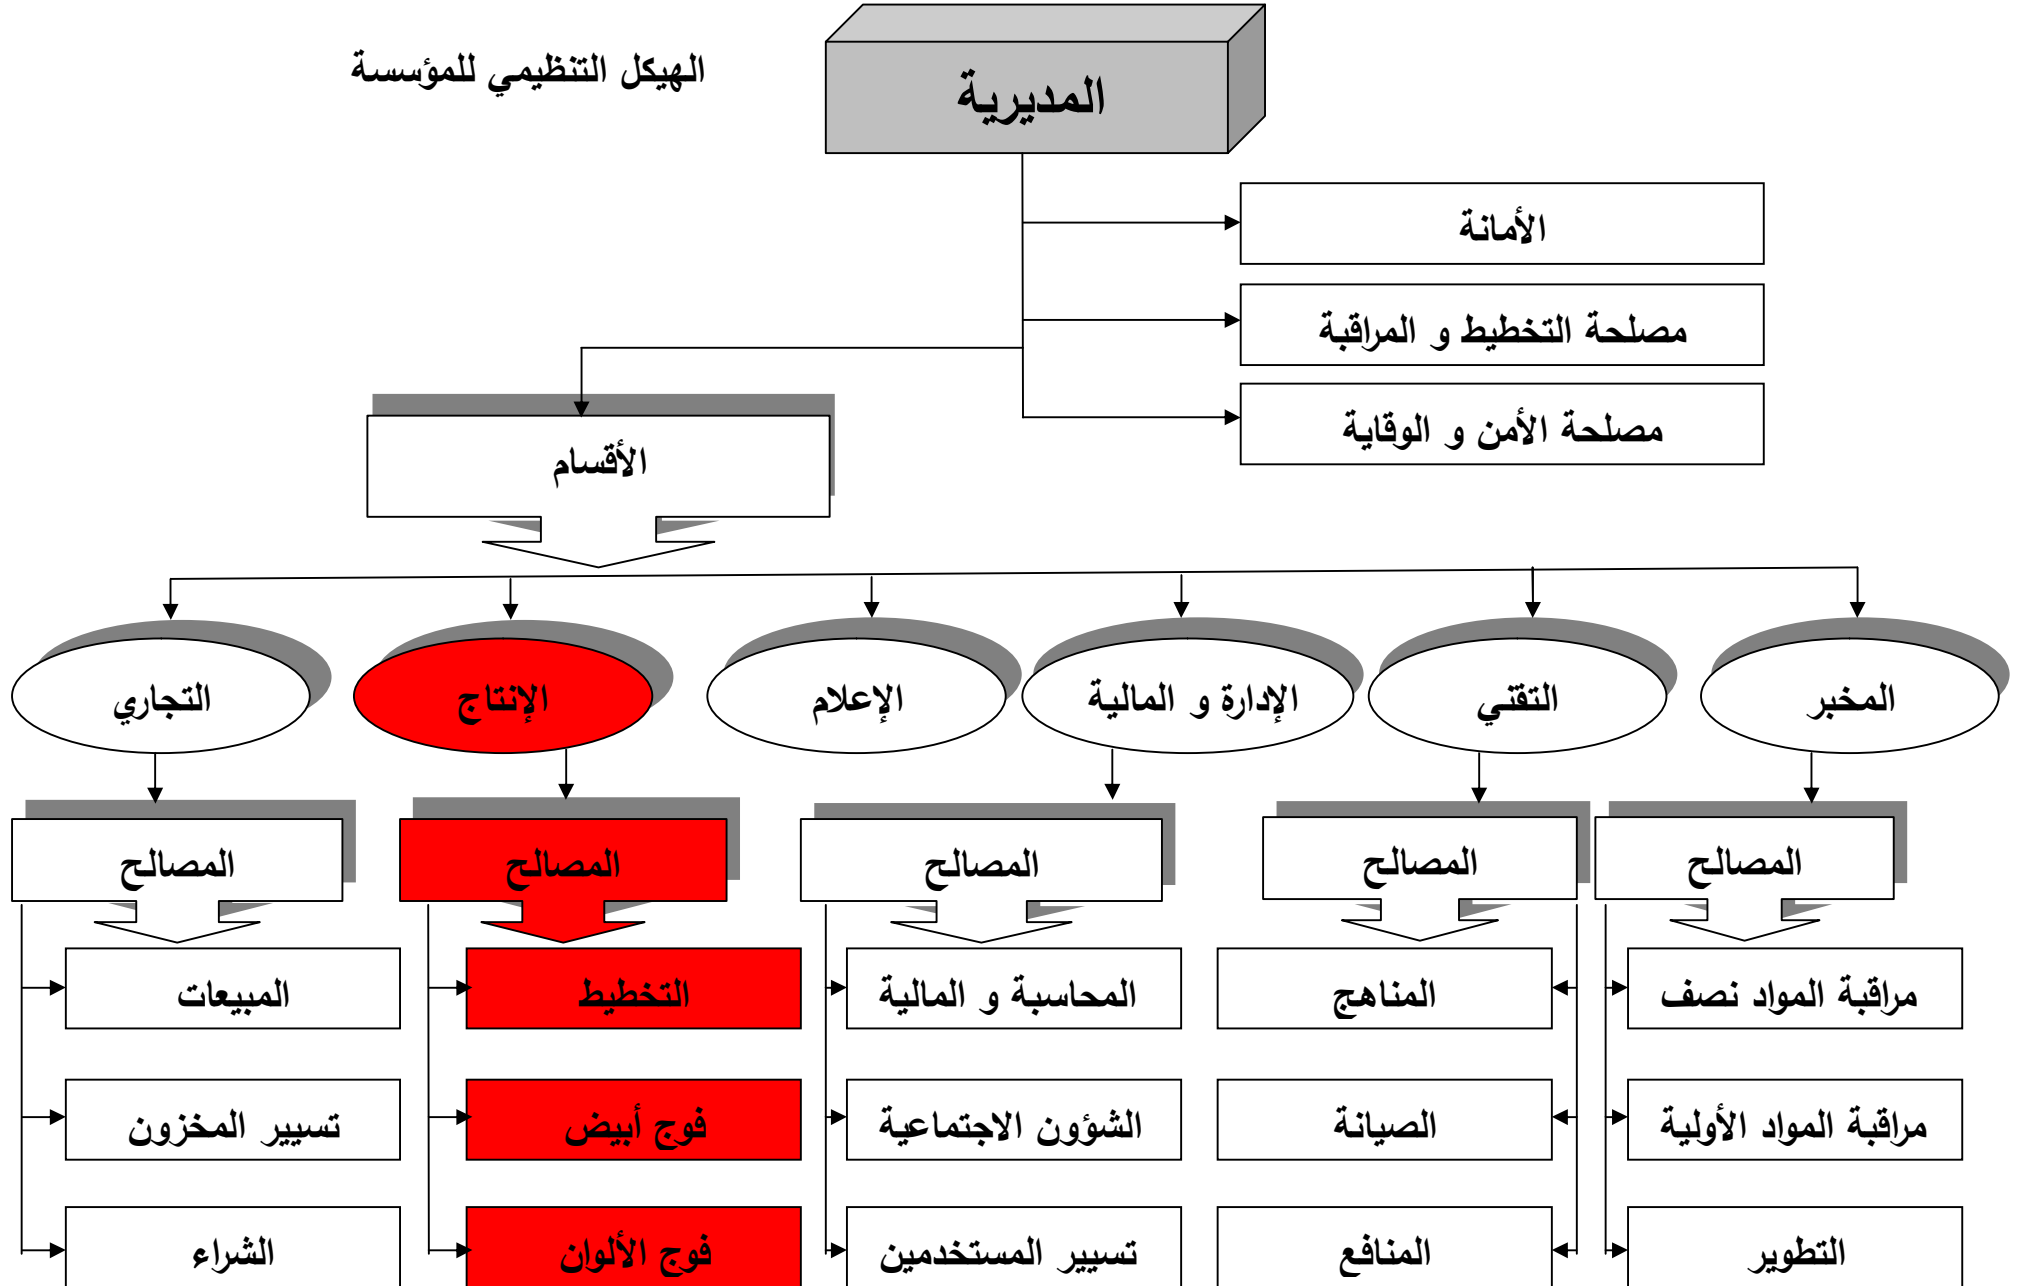 الهيكل التنظيمي للمؤسسة
المديرية
الأمانة
مصلحة التخطيط و المراقبة
مصلحة الأمن و الوقاية
الأقسام
المخبر
التقني
الإدارة و المالية
الإعلام
الإنتاج
التجاري
المصالح
المصالح
المصالح
المصالح
المصالح
مراقبة المواد نصف
المناهج
المحاسبة و المالية
التخطيط
المبيعات
مراقبة المواد الأولية
الصيانة
الشؤون الاجتماعية
فوج أبيض
تسيير المخزون
التطوير
المنافع
تسيير المستخدمين
فوج الألوان
الشراء